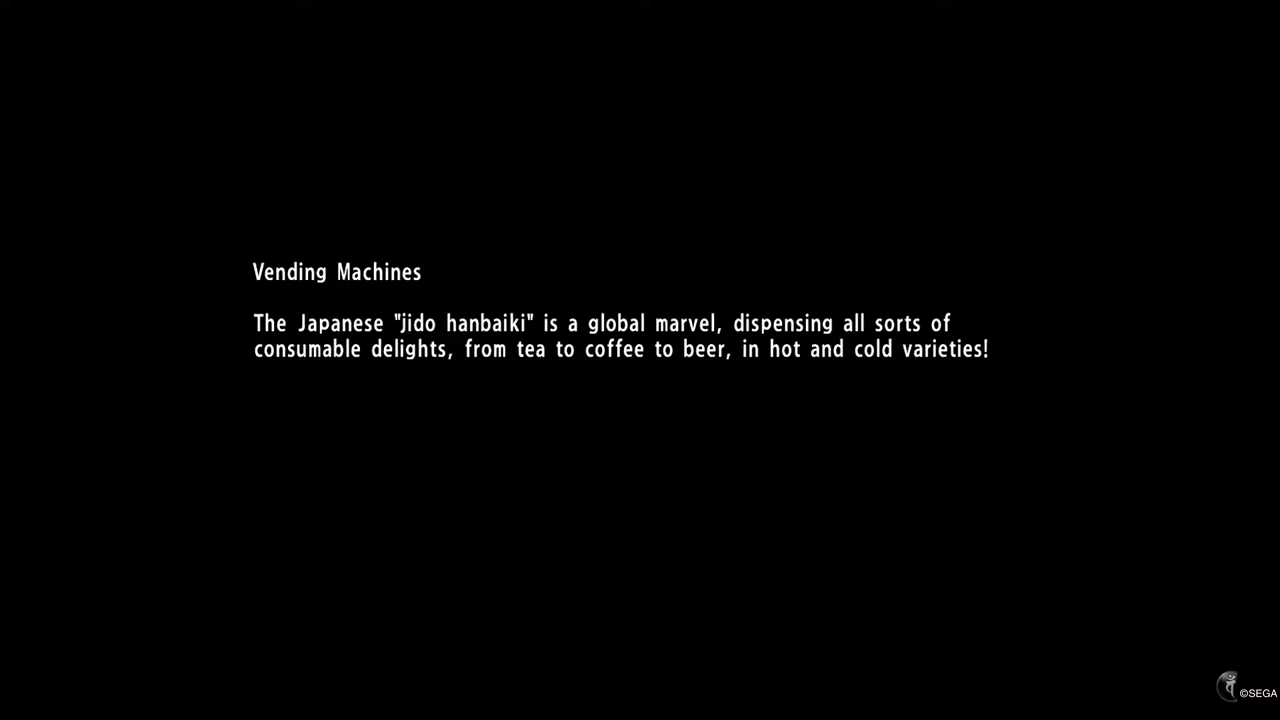 Vending Machines
The Japanese "jido hanbaiki" is a global marvel, dispensing all sorts of
consumable delights, from tea to coffee to beer, in hot and cold varieties!
©SEGA